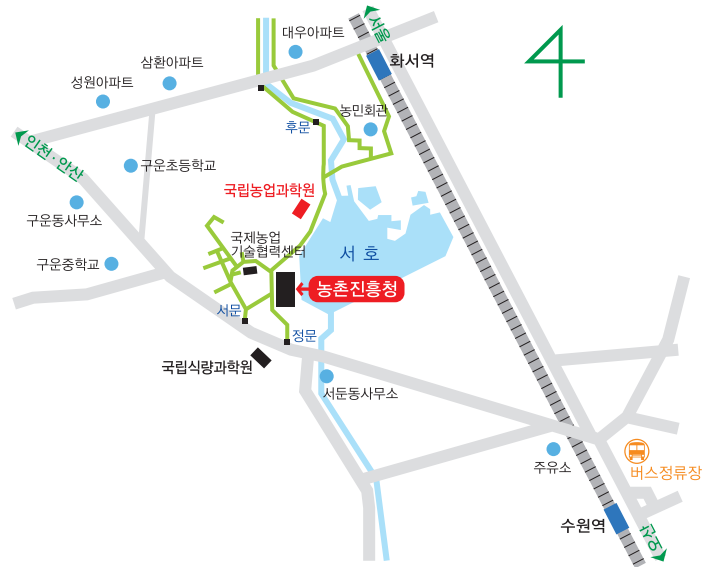 대우아파트
서울
화서역
삼환아파트
성원아파트
농민회관
후문
인천·안산
구운초등학교
국립농업과학원
구운동사무소
국제농업
기술협력센터
서 호
구운중학교
농촌진흥청
서문
정문
국립식량과학원
서둔동사무소
주유소
버스정류장
수원역
오산